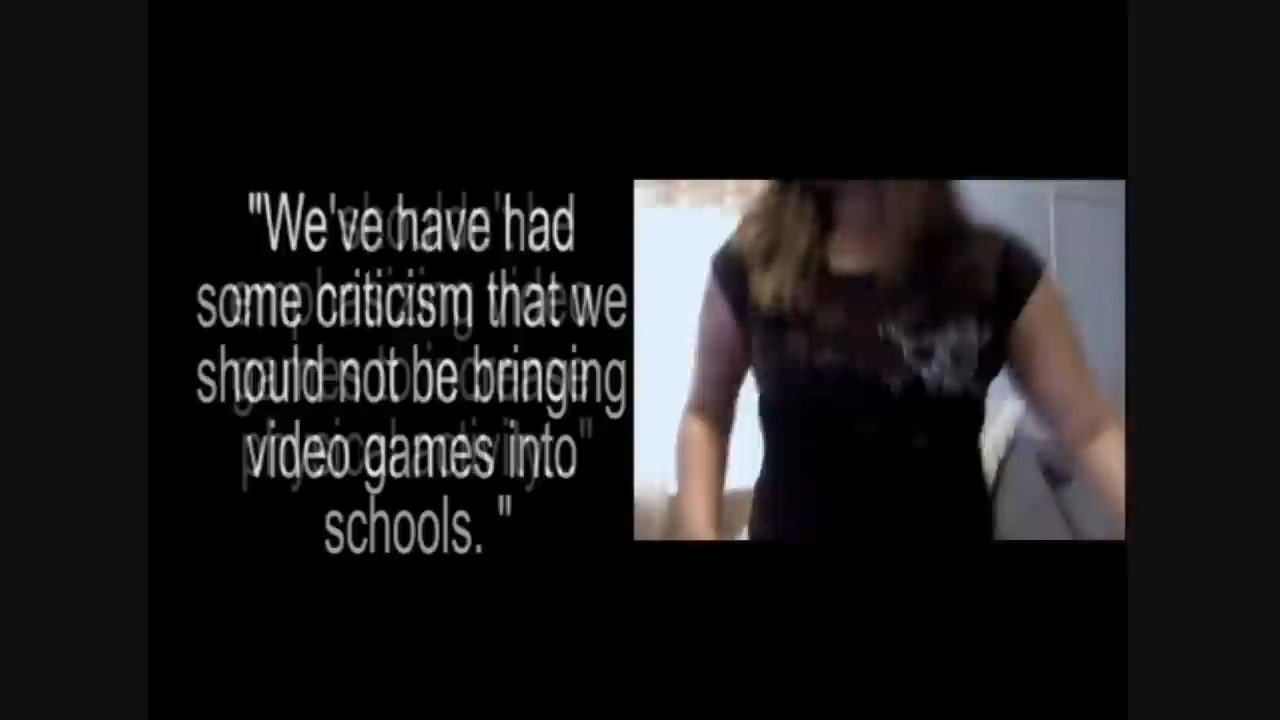 "We've have had
some criticism that we
should not be bringing
video games into
schools. "